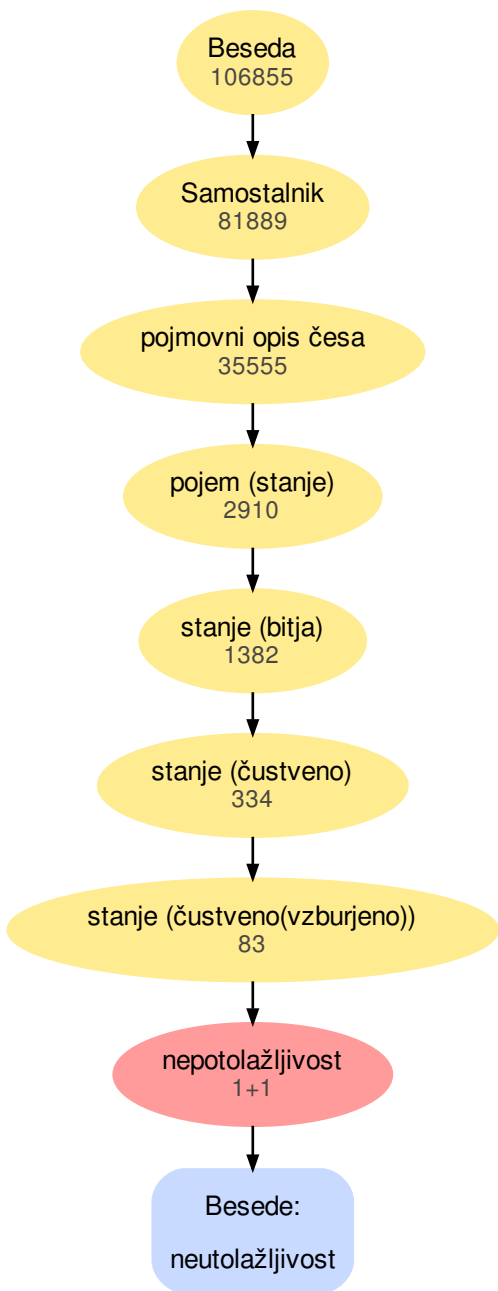 Beseda
106855
Samostalnik
81889
pojmovni opis česa
35555
pojem (stanje)
2910
stanje (bitja)
1382
stanje (čustveno)
334
stanje (čustveno(vzburjeno))
83
nepotolažljivost
1+1
Besede:
neutolažljivost